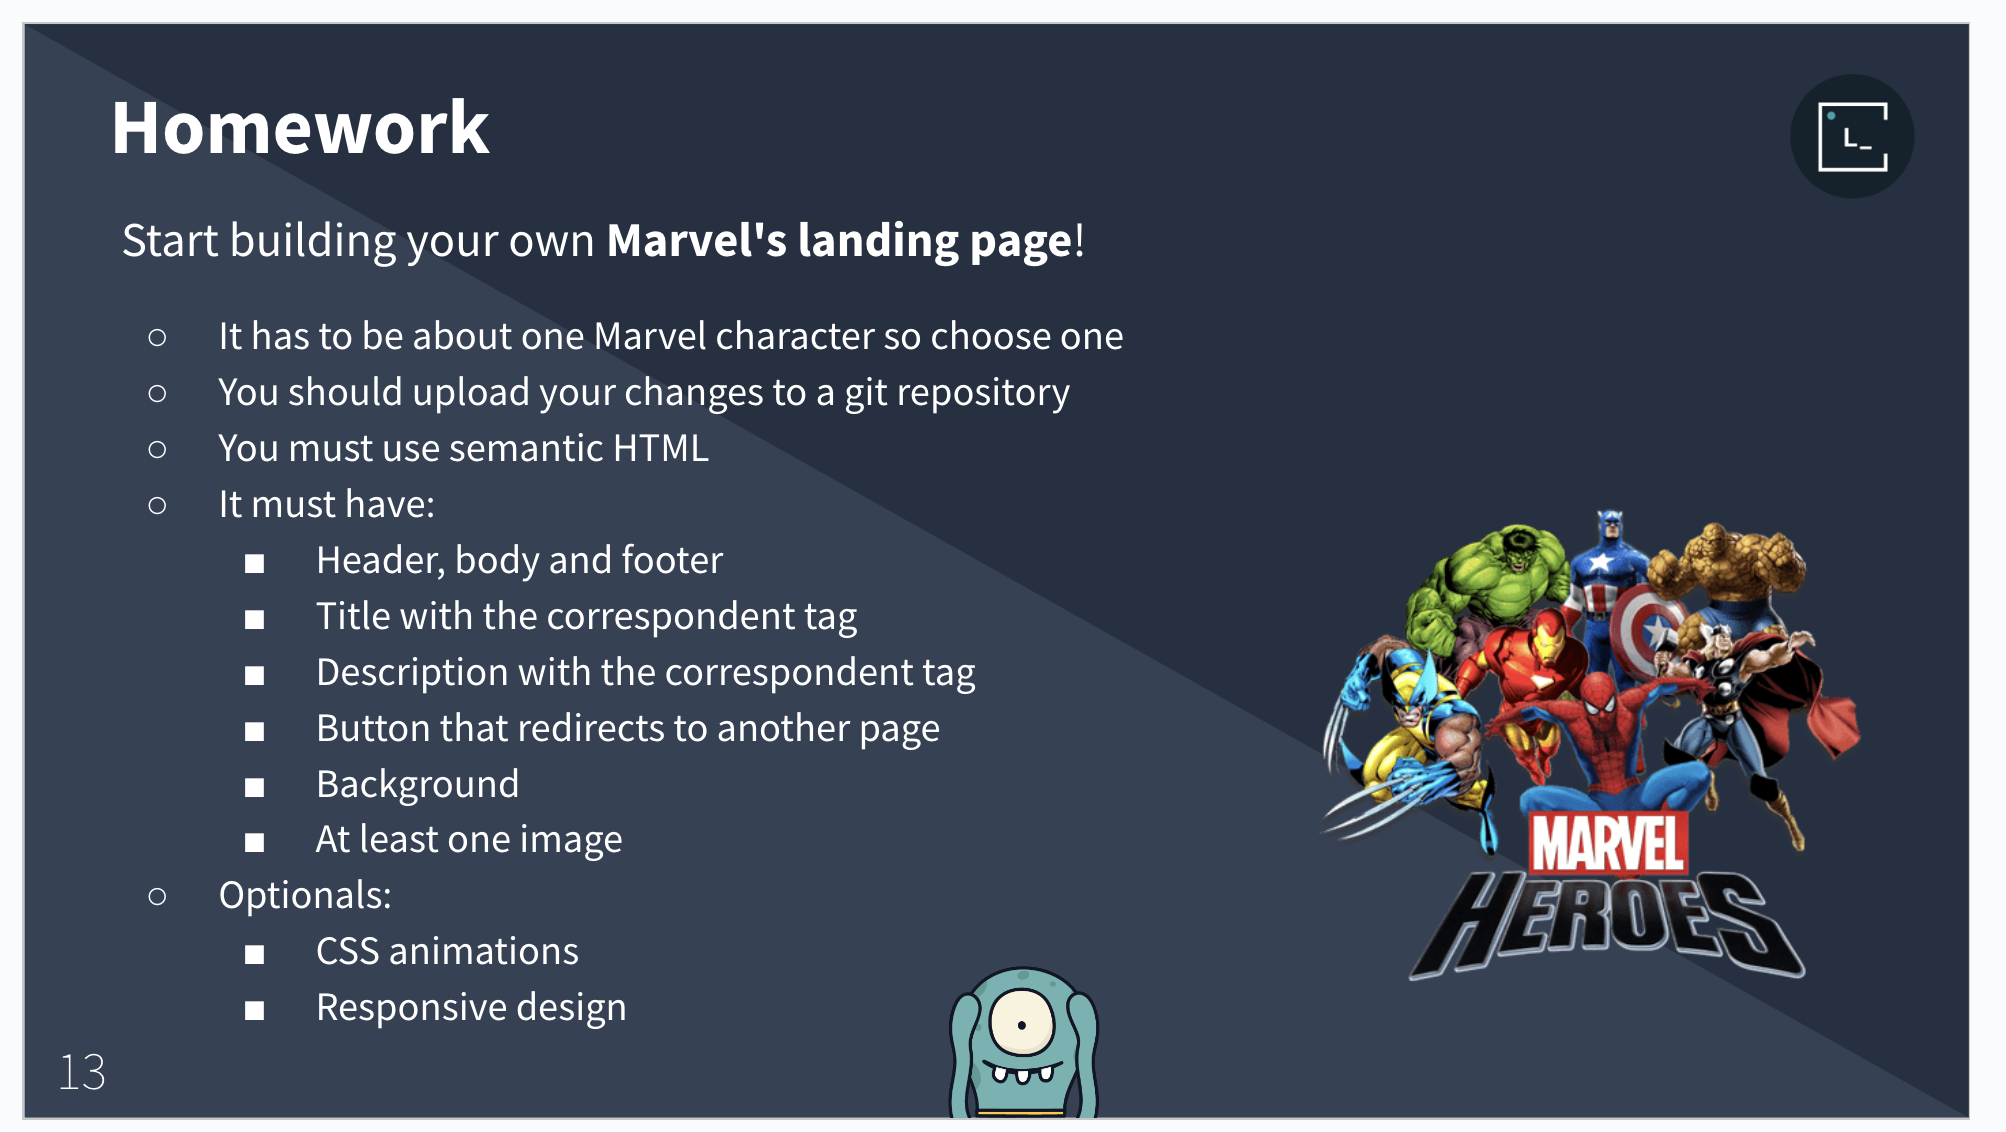 Homework
L_
Start building your own Marvel's landing page!
○ It has to be about one Marvel character so choose one
○ You should upload your changes to a git repository
○ You must use semantic HTML
○ It must have:
■ Header, body and footer
■ Title with the correspondent tag
■ Description with the correspondent tag
■ Button that redirects to another page
■ Background
■ At least one image
○ Optionals:
■ CSS animations
■ Responsive design
MARVEL
HEROES
13